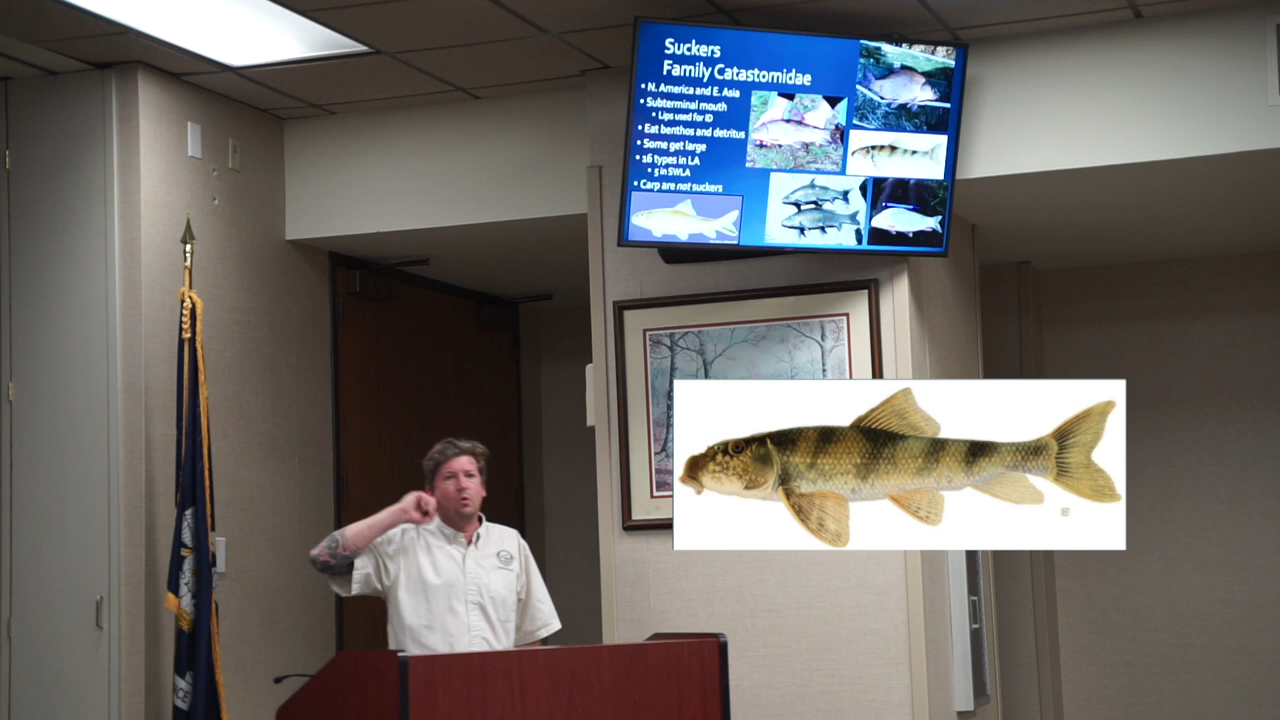 Suckers
Family Catastomidae
• N. America and E. Asia
• Subterminal mouth
• Lips used for ID
• Eat benthos and detritus
• Some get large
• 16 types in LA
• 5 in SWLA
• Carp are not suckers